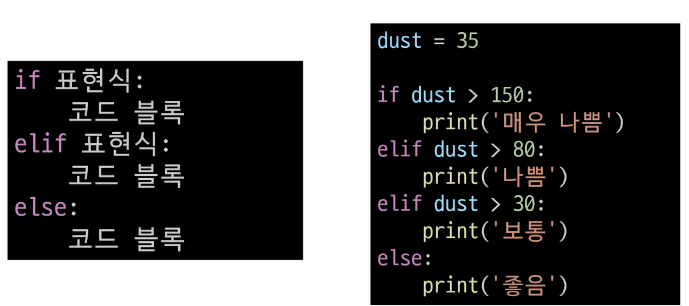 if 표현식:
    코드 블록
elif 표현식:
    코드 블록
else:
    코드 블록
dust = 35
if dust > 150:
    print('매우 나쁨')
elif dust > 80:
    print('나쁨')
elif dust > 30:
    print('보통')
else:
    print('좋음')